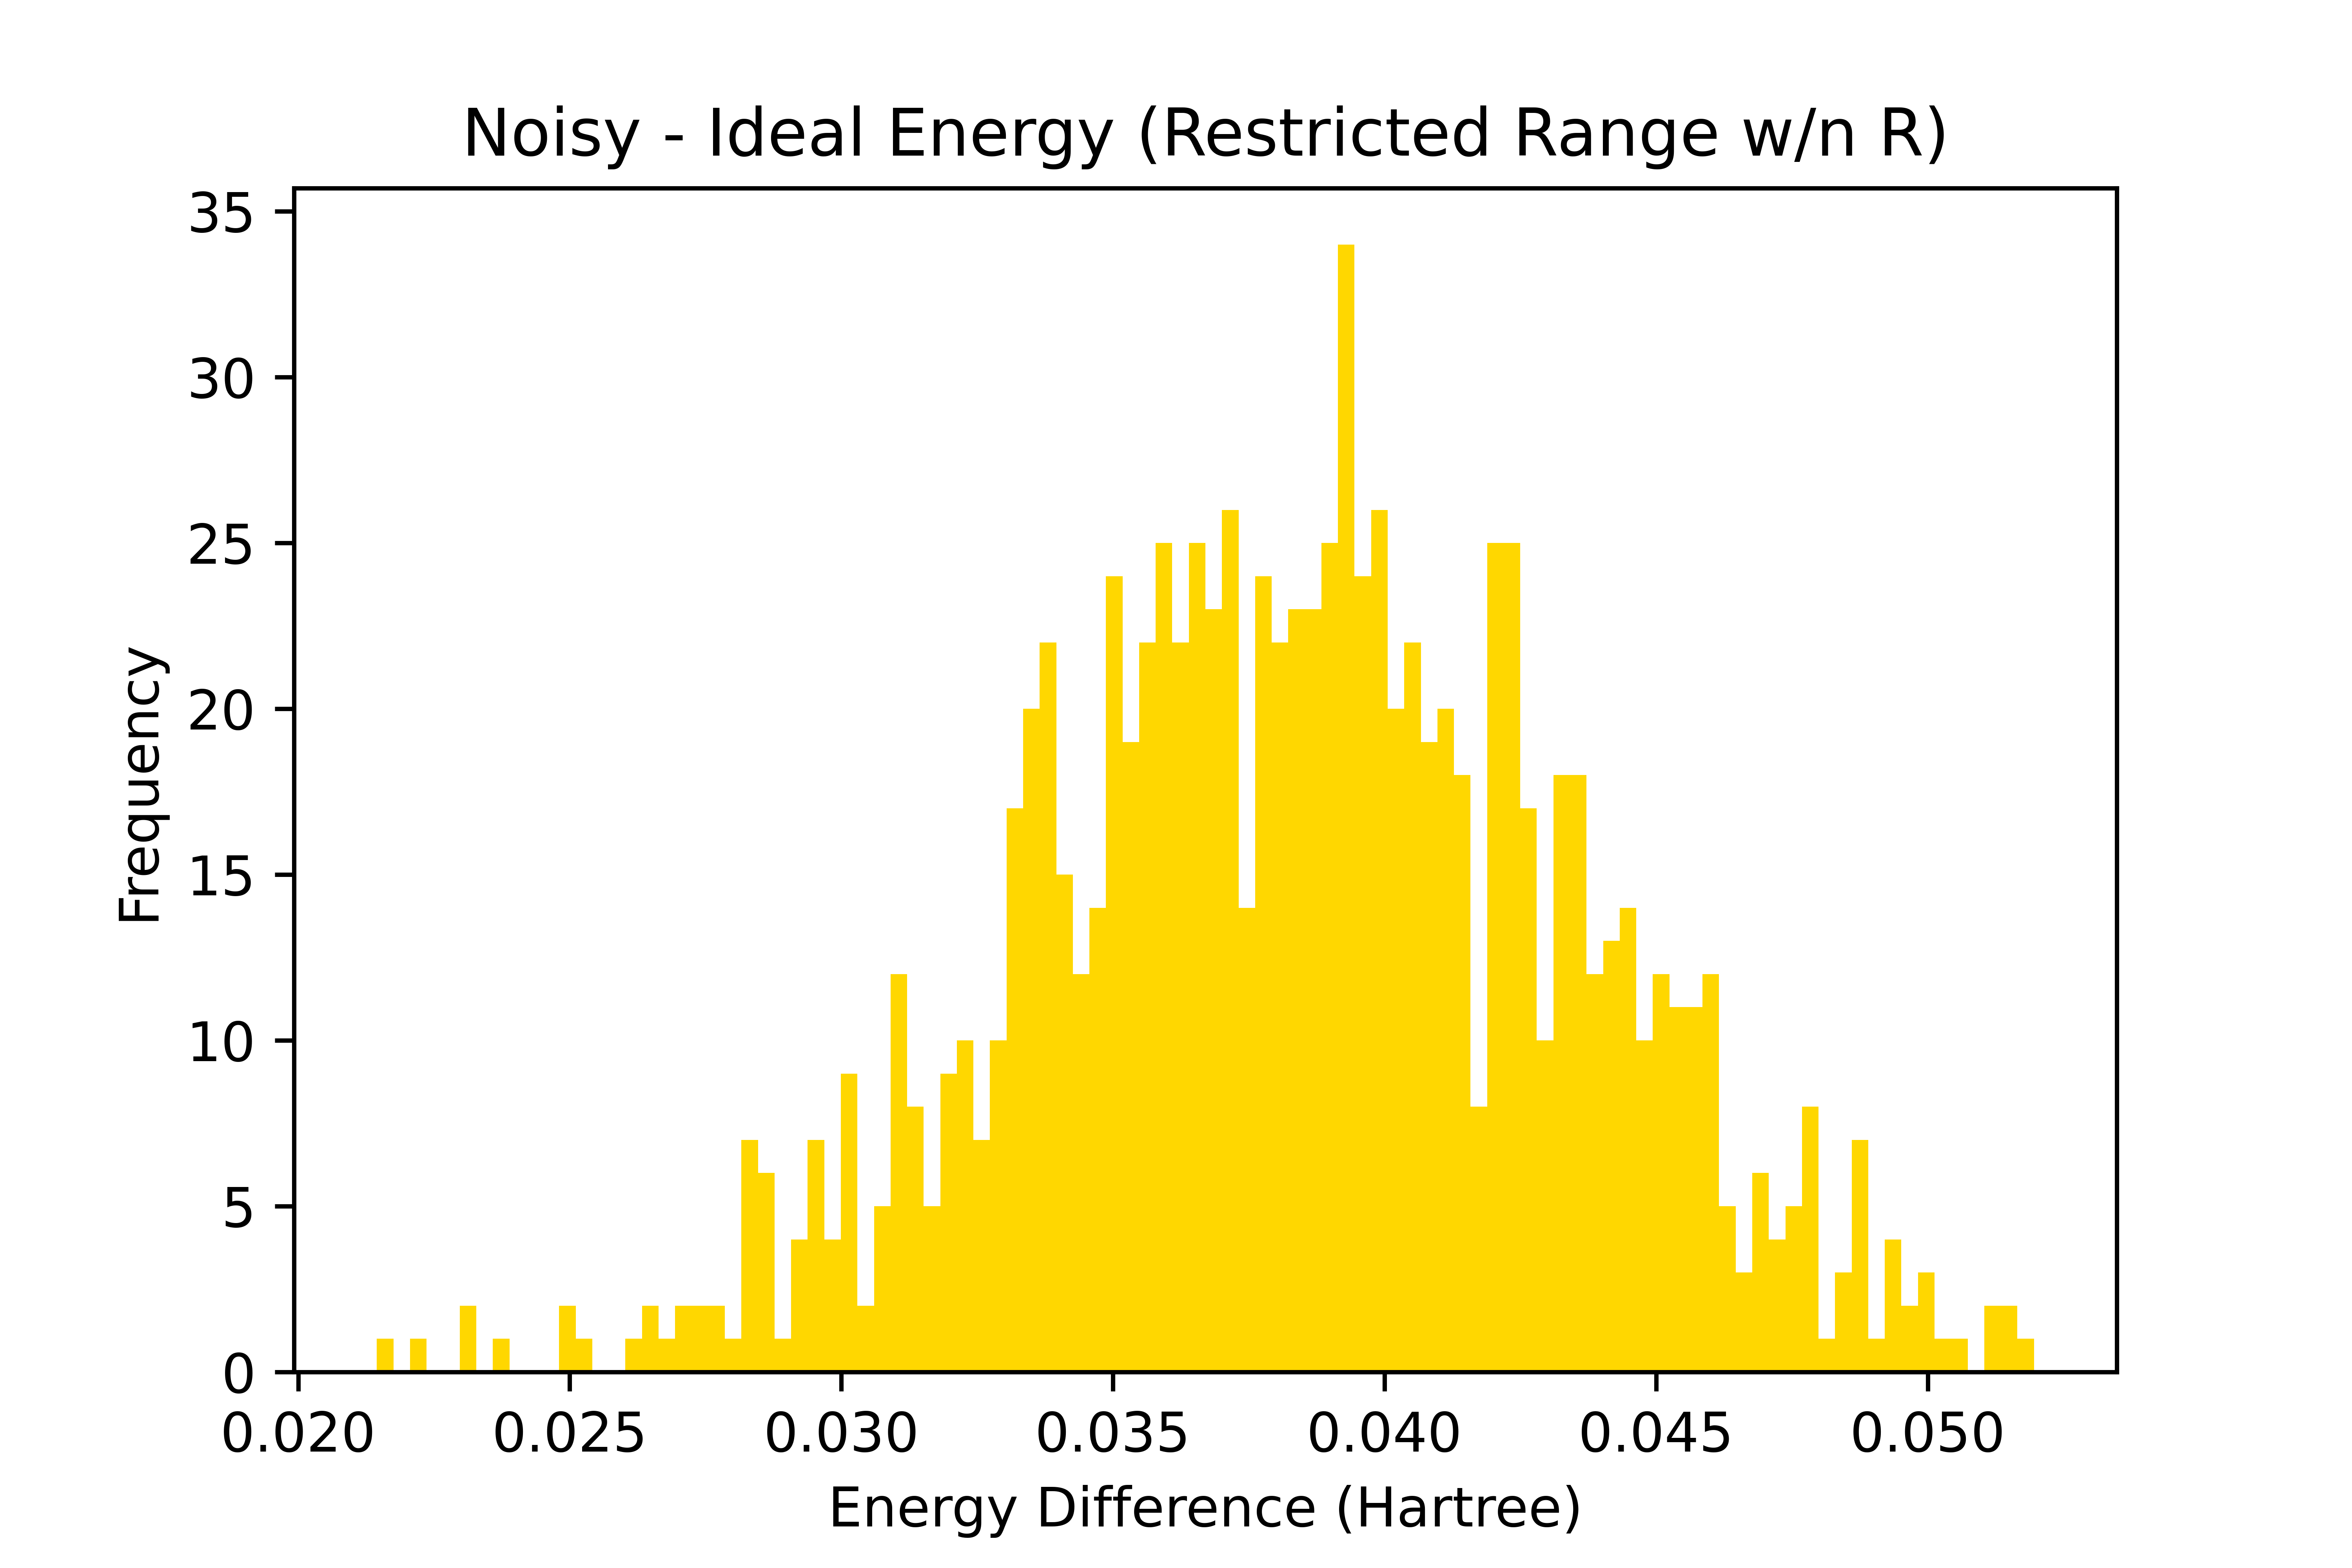 Noisy - Ideal Energy (Restricted Range w/n R)
35
30
25
20
15
10
5
0
Frequency
0.020 0.025 0.030 0.035 0.040 0.045 0.050
Energy Difference (Hartree)